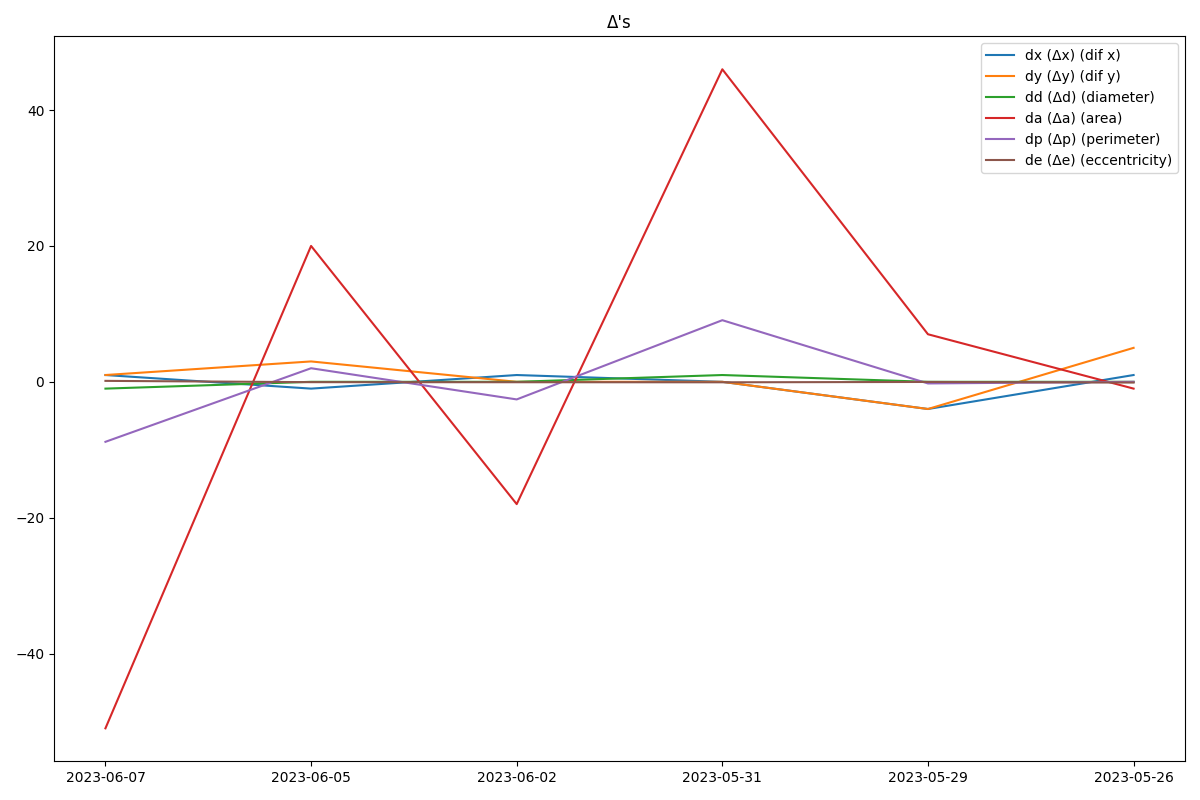 Δ's
dx (Δx) (dif x)
dy (Δy) (dif y)
dd (Δd) (diameter)
da (Δa) (area)
dp (Δp) (perimeter)
de (Δe) (eccentricity)
40
20
0
−20
−40
2023-06-07 2023-06-05 2023-06-02 2023-05-31 2023-05-29 2023-05-26